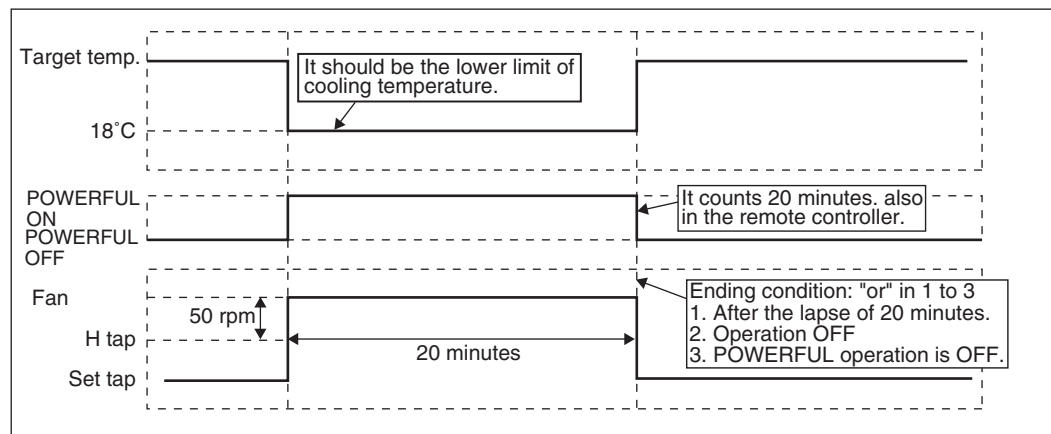 Target temp.
It should be the lower limit of
cooling temperature.
18°C
POWERFUL
ON
POWERFUL
OFF
It counts 20 minutes. also
in the remote controller.
Fan
50 rpm
H tap
20 minutes
Set tap
Ending condition: "or" in 1 to 3
1. After the lapse of 20 minutes.
2. Operation OFF
3. POWERFUL operation is OFF.